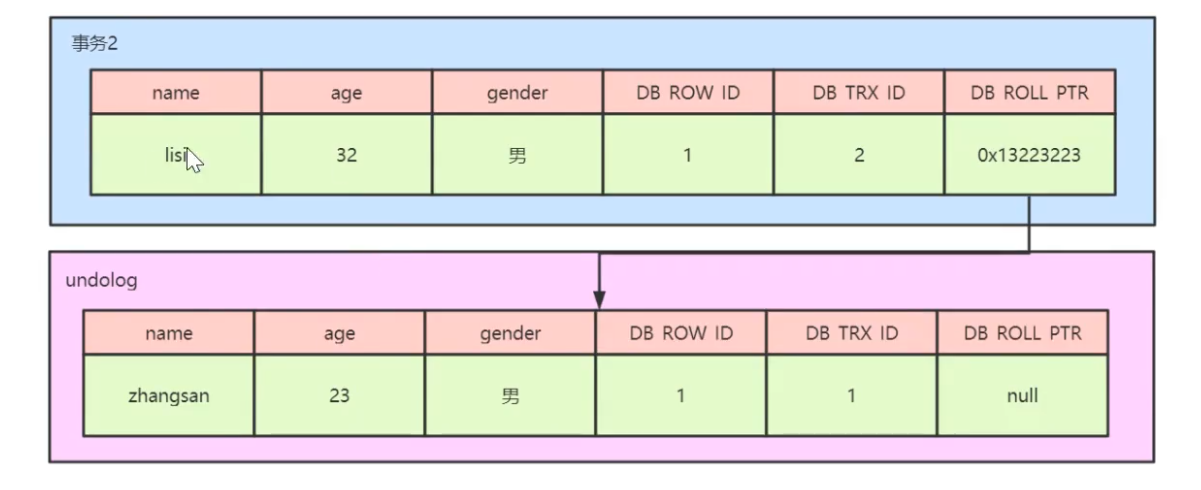 事务2
name age gender DB ROW ID DB TRX ID DB ROLL PTR
lisi 32 男 1 2 0x13223223
undolog
name age gender DB ROW ID DB TRX ID DB ROLL PTR
zhangsan 23 男 1 1 null